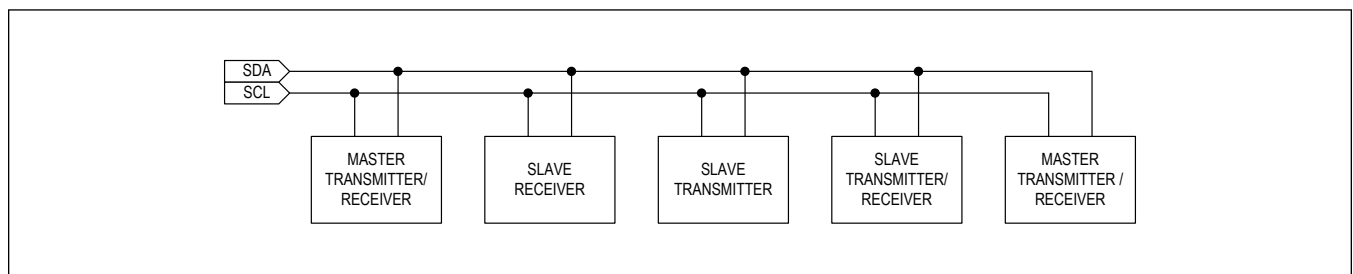 SDA
SCL
MASTER
TRANSMITTER/
RECEIVER
SLAVE
RECEIVER
SLAVE
TRANSMITTER
SLAVE
TRANSMITTER/
RECEIVER
MASTER
TRANSMITTER /
RECEIVER